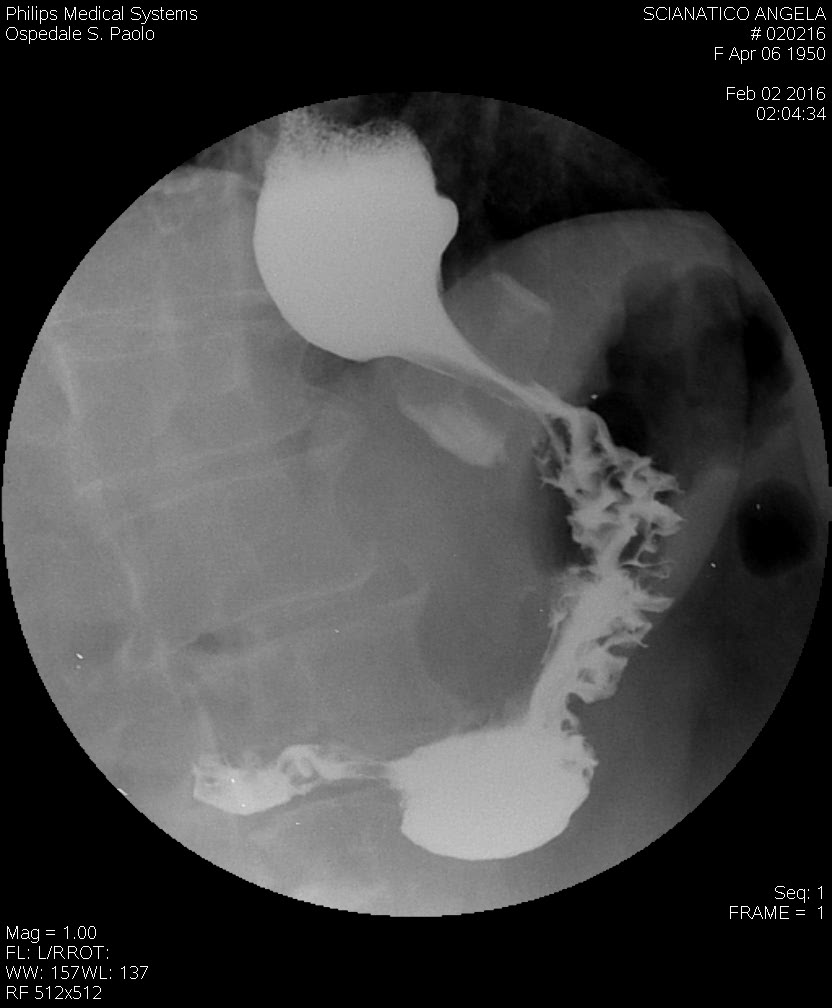 Philips Medical Systems
Ospedale S. Paolo
SCIANATICO ANGELA
# 020216
F Apr 06 1950
Feb 02 2016
02:04:34
Seq: 1
FRAME = 1
Mag = 1.00
FL: L/RROT:
WW: 157WL: 137
RF 512x512